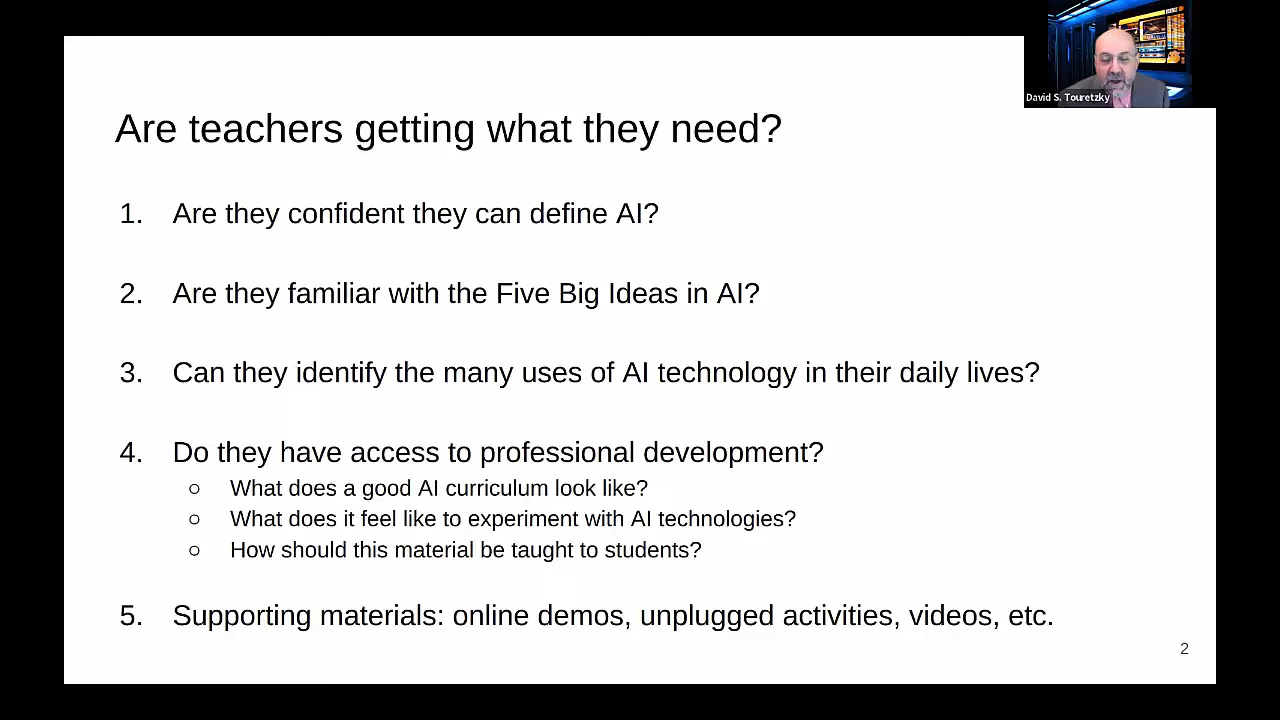 David S. Touretzky
Are teachers getting what they need?
1. Are they confident they can define AI?
2. Are they familiar with the Five Big Ideas in AI?
3. Can they identify the many uses of AI technology in their daily lives?
4. Do they have access to professional development?
○ What does a good AI curriculum look like?
○ What does it feel like to experiment with AI technologies?
○ How should this material be taught to students?
5. Supporting materials: online demos, unplugged activities, videos, etc.
2